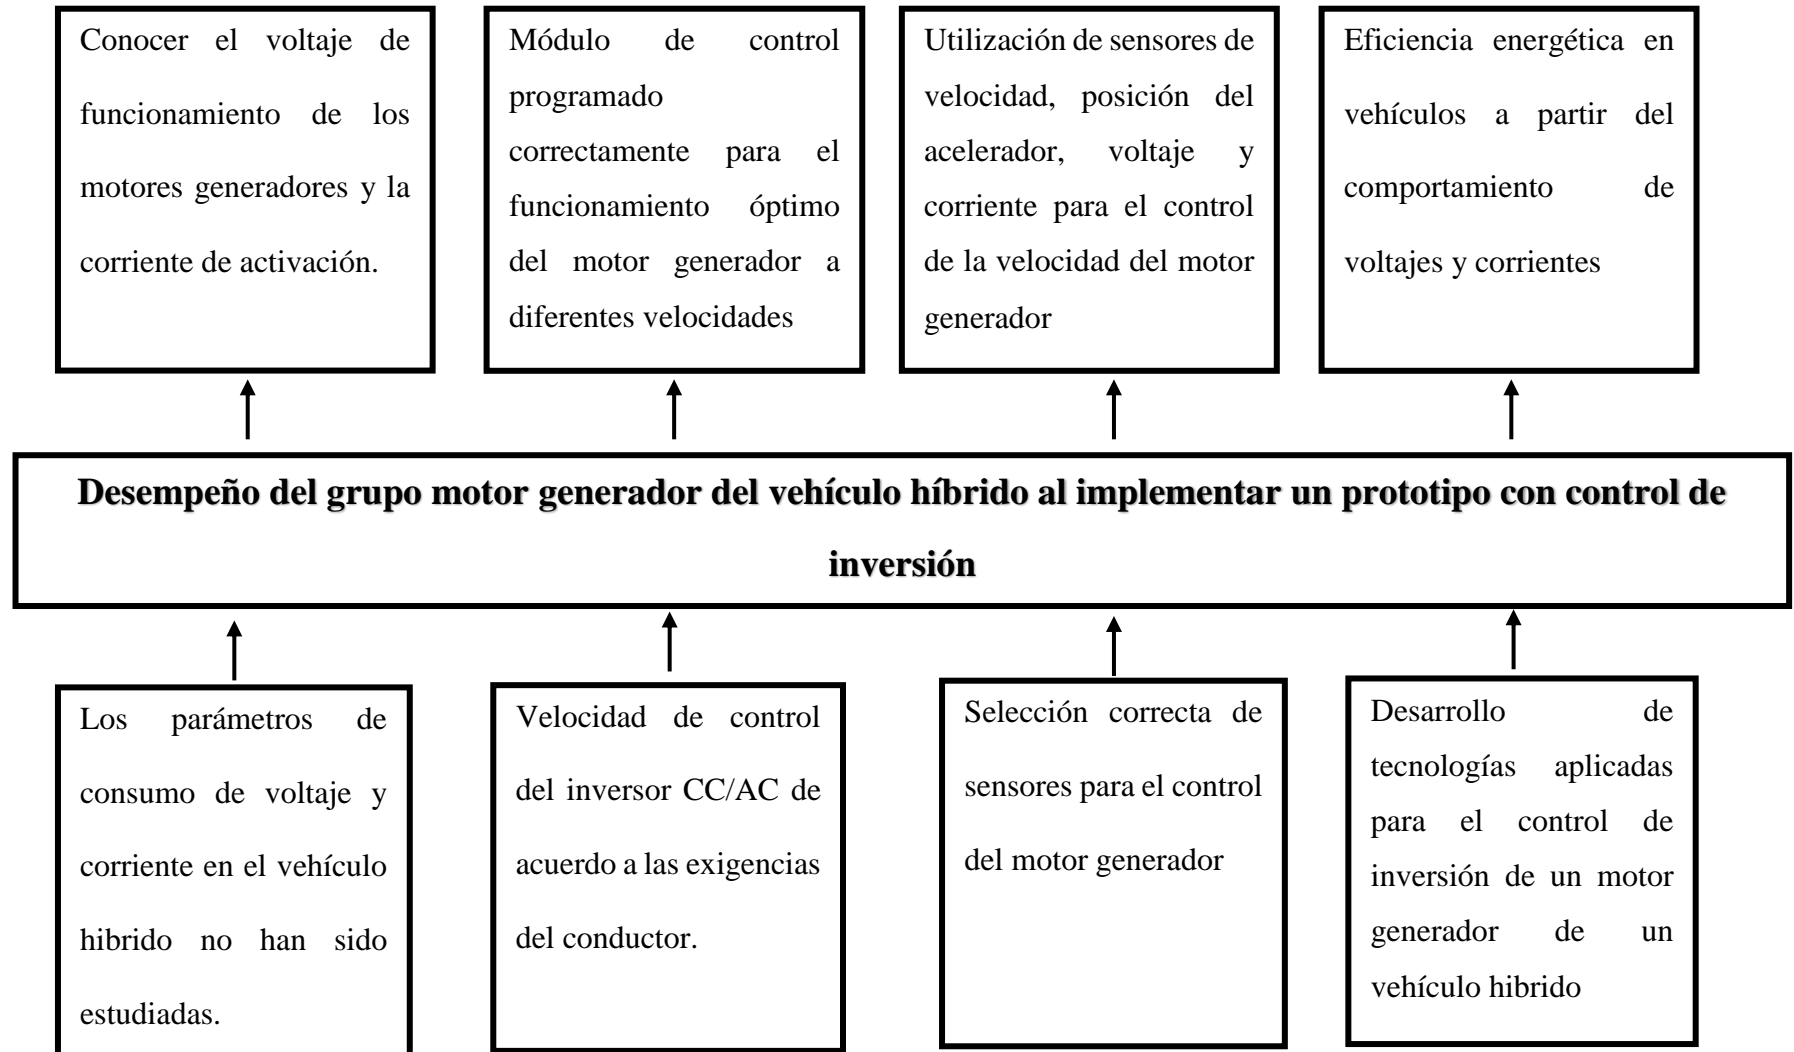 Conocer el voltaje de
funcionamiento de los
motores generadores y la
corriente de activación.
Módulo de control
programado
correctamente para el
funcionamiento óptimo
del motor generador a
diferentes velocidades
Utilización de sensores de
velocidad, posición del
acelerador, voltaje y
corriente para el control
de la velocidad del motor
generador
Eficiencia energética en
vehículos a partir del
comportamiento de
voltajes y corrientes
Desempeño del grupo motor generador del vehículo híbrido al implementar un prototipo con control de
inversión
Los parámetros de
consumo de voltaje y
corriente en el vehículo
hibrido no han sido
estudiadas.
Velocidad de control
del inversor CC/AC de
acuerdo a las exigencias
del conductor.
Selección correcta de
sensores para el control
del motor generador
Desarrollo de
tecnologías aplicadas
para el control de
inversión de un motor
generador de un
vehículo hibrido